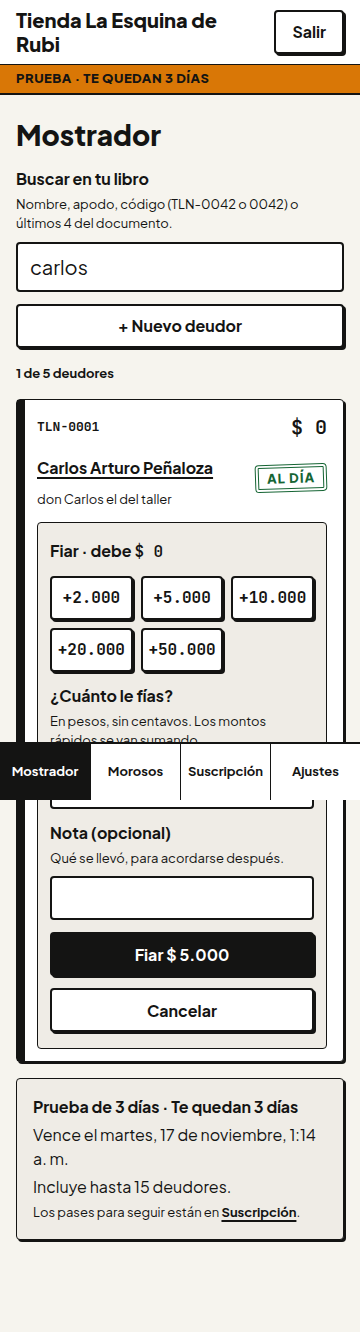 Tienda La Esquina de
Rubi
Salir
PRUEBA · TE QUEDAN 3 DÍAS
Mostrador
Buscar en tu libro
Nombre, apodo, código (TLN-0042 o 0042) o
últimos 4 del documento.
carlos
+ Nuevo deudor
1 de 5 deudores
TLN-0001
$ 0
Carlos Arturo Peñaloza
AL DÍA
don Carlos el del taller
Fiar · debe $ 0
+2.000 +5.000 +10.000
+20.000 +50.000
¿Cuánto le fías?
En pesos, sin centavos. Los montos
rápidos se van sumando.
Mostrador Morosos Suscripción Ajustes
Nota (opcional)
Qué se llevó, para acordarse después.
Fiar $ 5.000
Cancelar
Prueba de 3 días · Te quedan 3 días
Vence el martes, 17 de noviembre, 1:14
a. m.
Incluye hasta 15 deudores.
Los pases para seguir están en Suscripción.